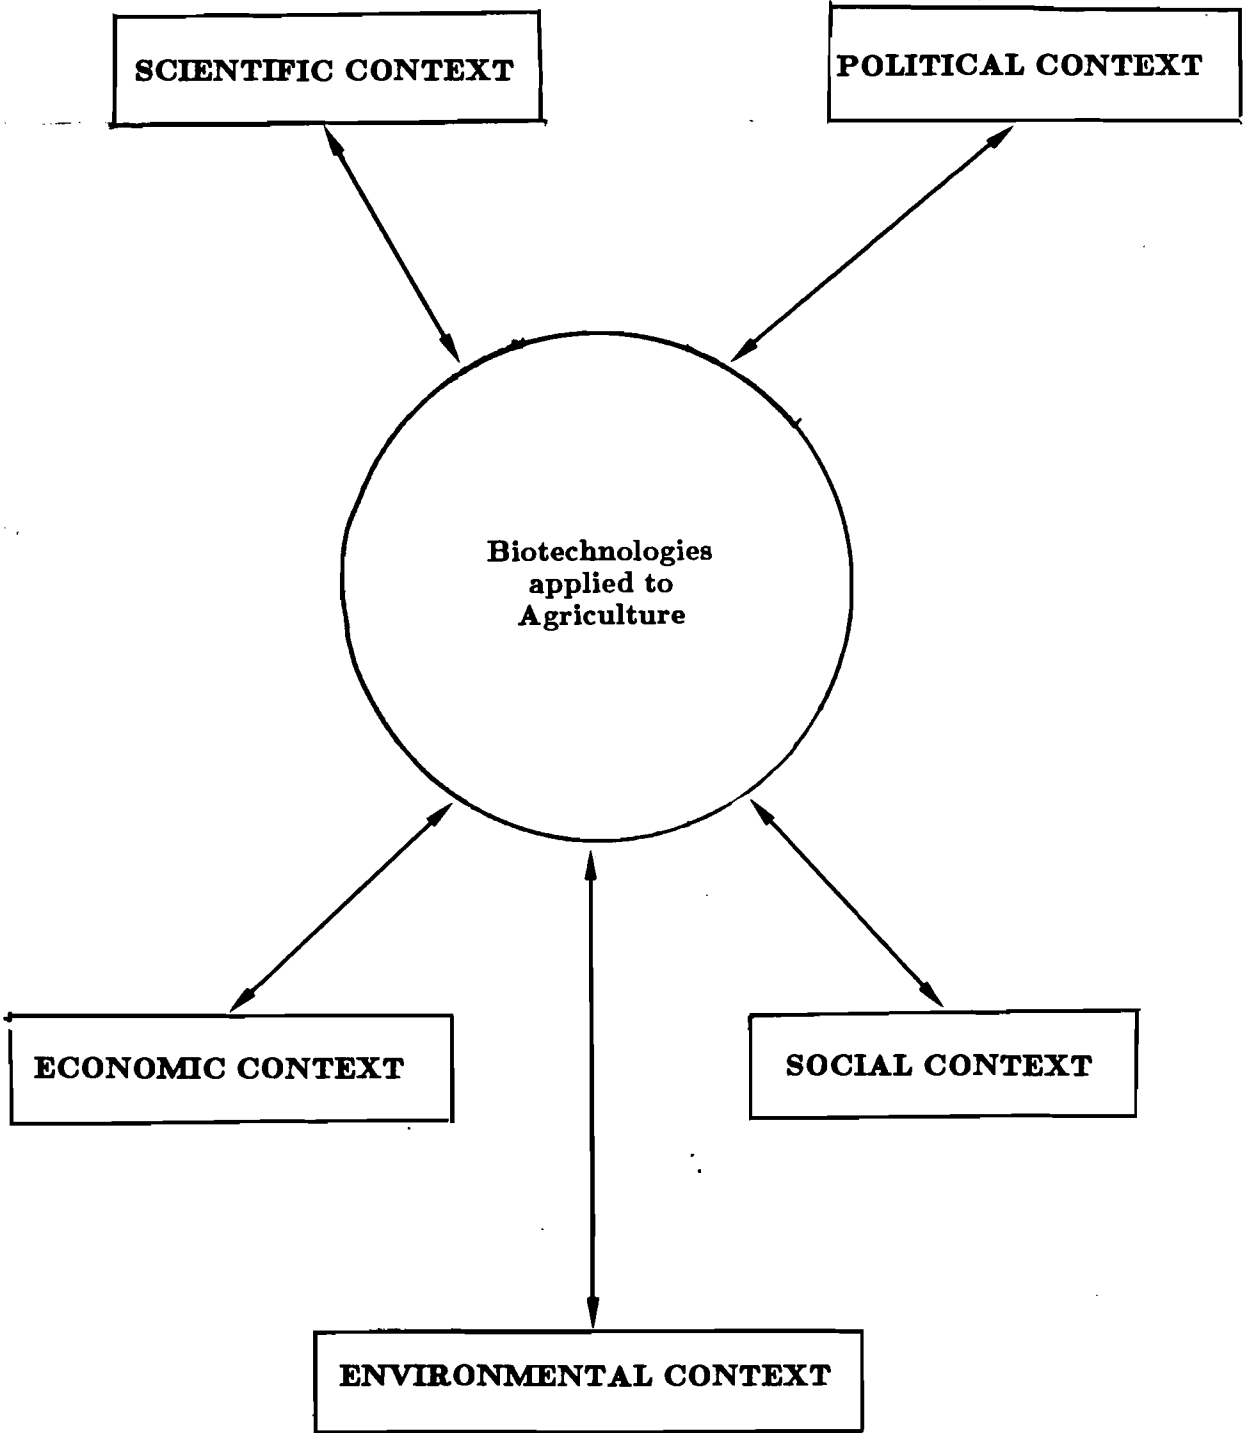 SCIENTIFIC CONTEXT
POLITICAL CONTEXT
Biotechnologies
applied to
Agriculture
ECONOMIC CONTEXT
SOCIAL CONTEXT
ENVIRONMENTAL CONTEXT